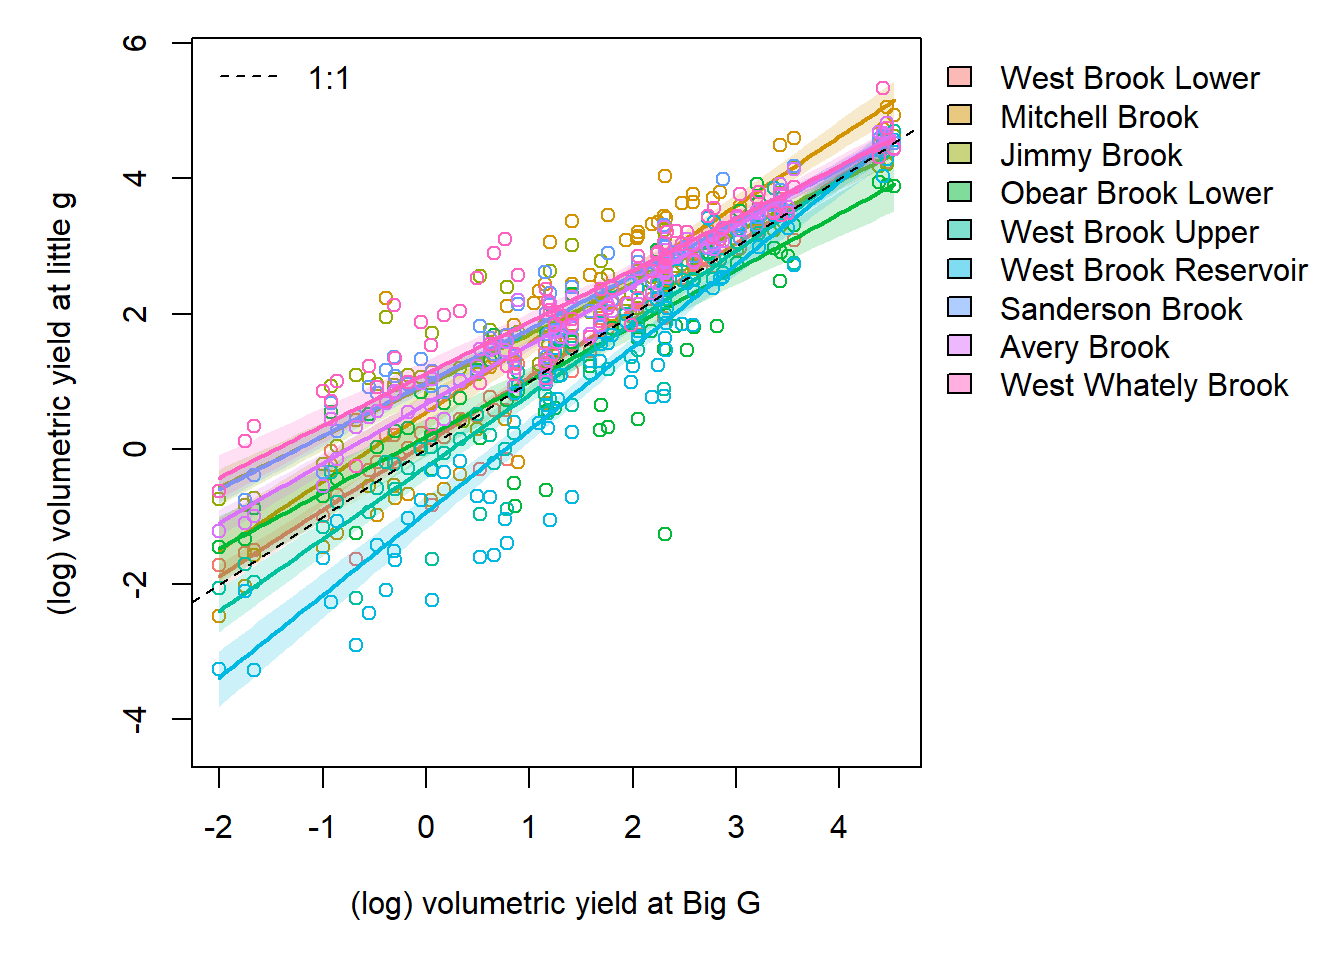 1:1
West Brook Lower
Mitchell Brook
Jimmy Brook
Obear Brook Lower
West Brook Upper
West Brook Reservoir
Sanderson Brook
Avery Brook
West Whately Brook
(log) volumetric yield at little g
6
4
2
0
-2
-4
-2 -1 0 1 2 3 4
(log) volumetric yield at Big G